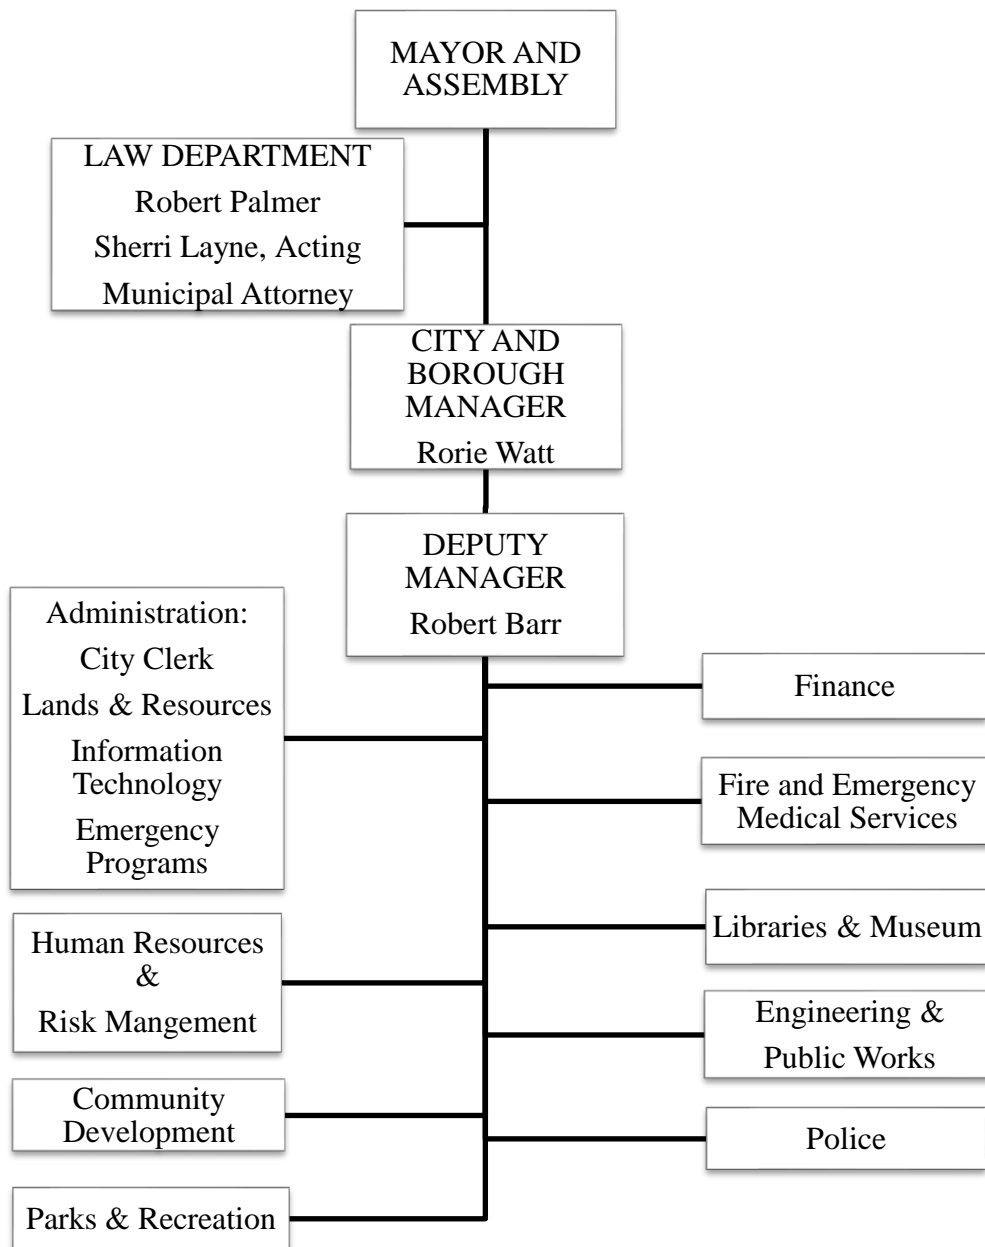 MAYOR AND
ASSEMBLY
LAW DEPARTMENT
Robert Palmer
Sherri Layne, Acting
Municipal Attorney
CITY AND
BOROUGH
MANAGER
Rorie Watt
DEPUTY
MANAGER
Robert Barr
Administration:
City Clerk
Lands & Resources
Information
Technology
Emergency
Programs
Human Resources
&
Risk Mangement
Community
Development
Parks & Recreation
Finance
Fire and Emergency
Medical Services
Libraries & Museum
Engineering &
Public Works
Police